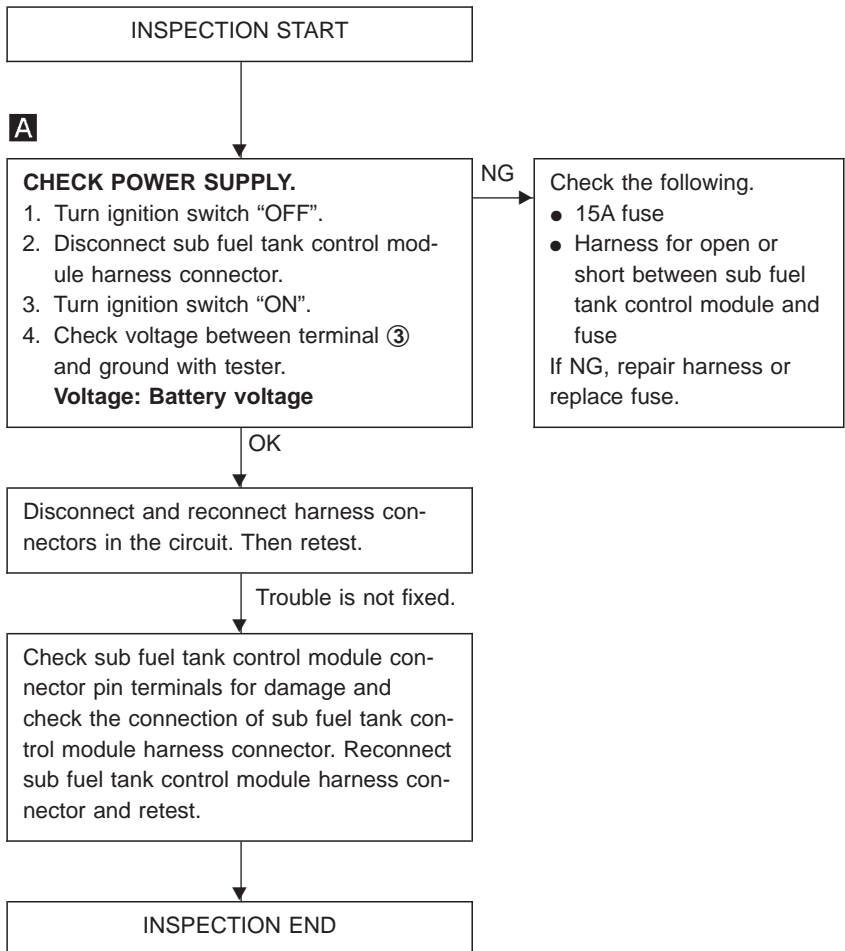 INSPECTION START
A
CHECK POWER SUPPLY.
1. Turn ignition switch “OFF”.
2. Disconnect sub fuel tank control mod-
ule harness connector.
3. Turn ignition switch “ON”.
4. Check voltage between terminal ③
and ground with tester.
Voltage: Battery voltage
NG
Check the following.
● 15A fuse
● Harness for open or
short between sub fuel
tank control module and
fuse
If NG, repair harness or
replace fuse.
OK
Disconnect and reconnect harness con-
nectors in the circuit. Then retest.
Trouble is not fixed.
Check sub fuel tank control module con-
nector pin terminals for damage and
check the connection of sub fuel tank con-
trol module harness connector. Reconnect
sub fuel tank control module harness con-
nector and retest.
INSPECTION END